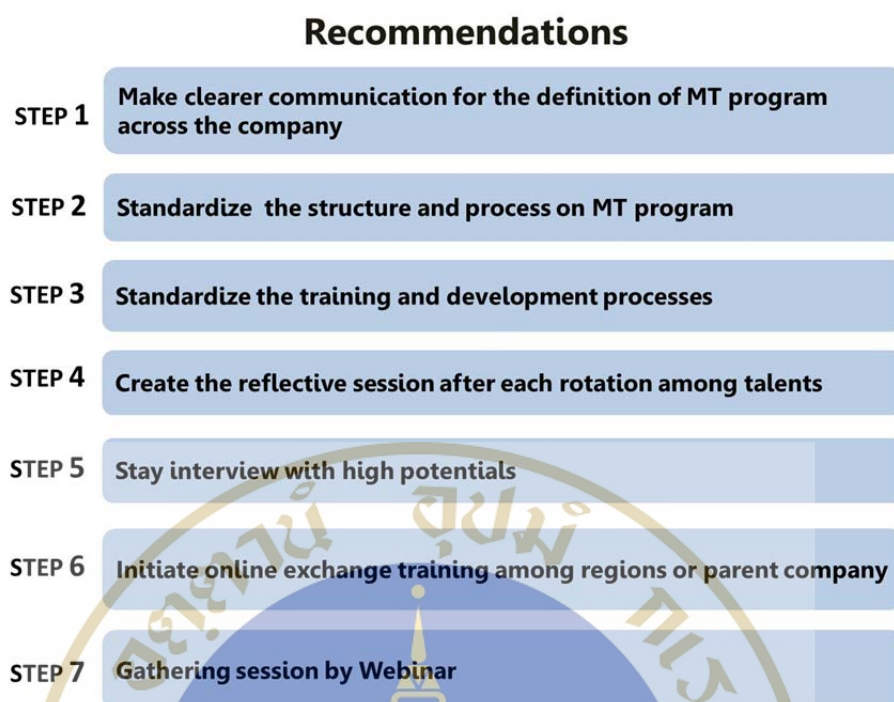 Recommendations
STEP 1
Make clearer communication for the definition of MT program
across the company
STEP 2
Standardize the structure and process on MT program
STEP 3
Standardize the training and development processes
STEP 4
Create the reflective session after each rotation among talents
STEP 5
Stay interview with high potentials
STEP 6
Initiate online exchange training among regions or parent company
STEP 7
Gathering session by Webinar